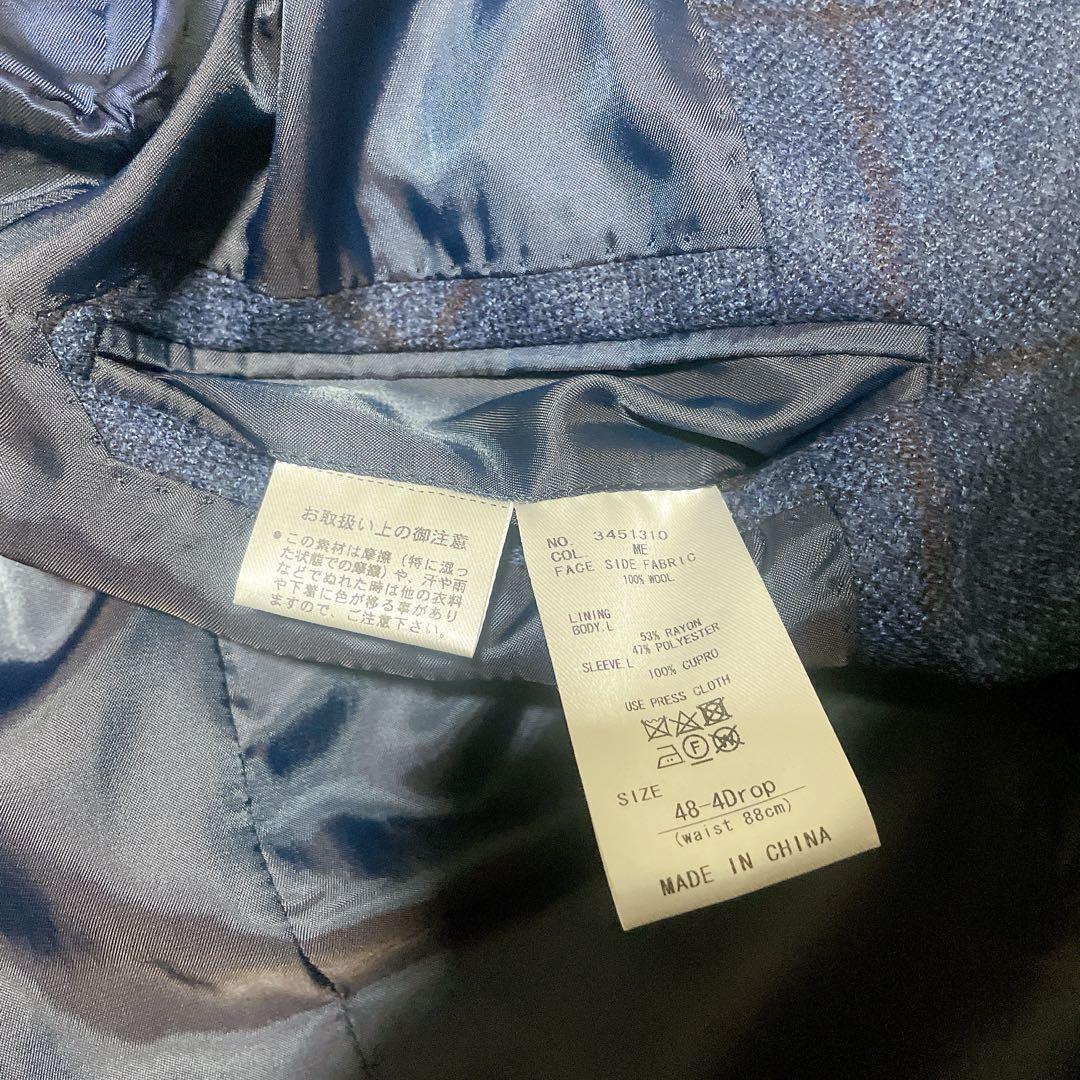 お取扱い上の御注意
●この素材は摩擦（特に湿っ
た状態での摩擦）や、汗や雨
などでぬれた時は他の衣料
や下着に色が移る事があり
ますので、ご注意下さい。
NO. 3451310
COL. ME
FACE SIDE FABRIC
100% WOOL
LINING
BODY.L 53% RAYON
47% POLYESTER
SLEEVE.L 100% CUPRO
USE PRESS CLOTH
F
W
SIZE 48-4Drop
(waist 88cm)
MADE IN CHINA